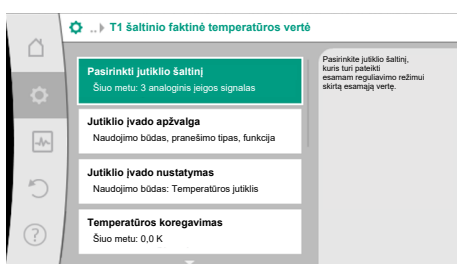 ..▸ T1 šaltinio faktinė temperatūros vertė
Pasirinkti jutiklio šaltinį
Šiuo metu: 3 analoginis įeigos signalas
Jutiklio įvado apžvalga
Naudojimo būdas, pranešimo tipas, funkcija
Jutiklio įvado nustatymas
Naudojimo būdas: Temperatūros jutiklis
Temperatūros koregavimas
Šiuo metu: 0,0 K
Pasirinkite jutiklio šaltinį,
kuris turi pateikti
esamam reguliavimo režimui
skirtą esamąją vertę.